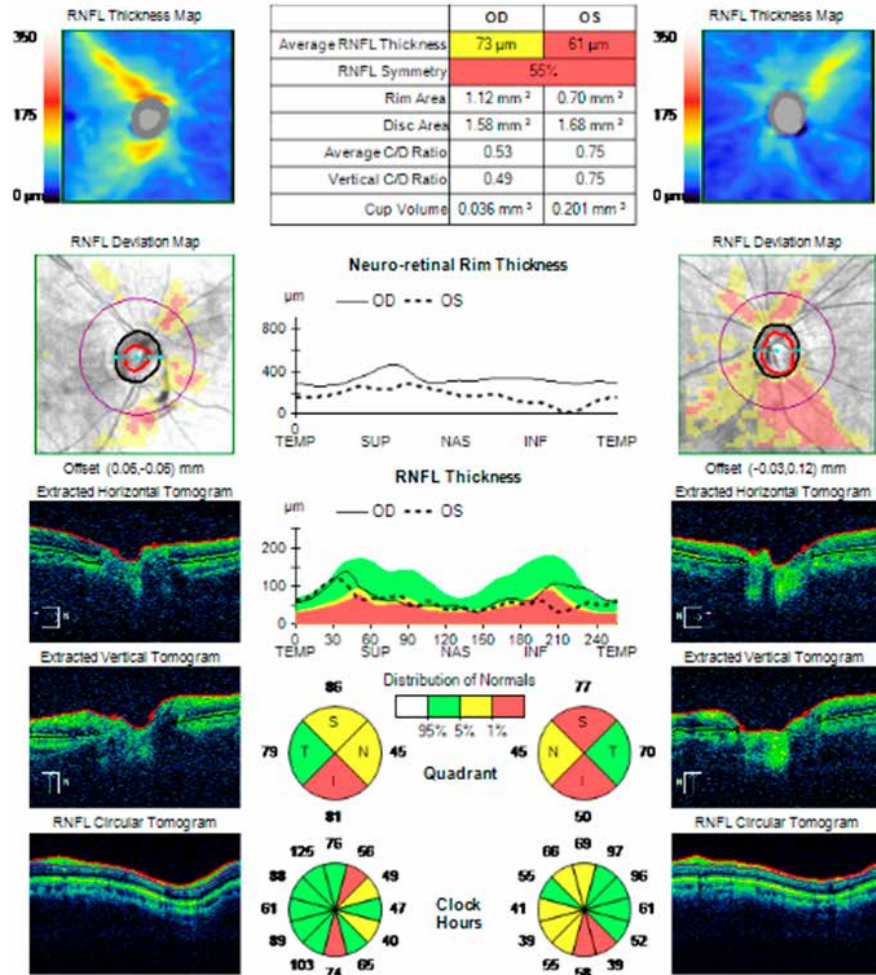 RNFL Thickness Map
350
175
0 µm
OD OS
Average RNFL Thickness 73 µm 61 µm
RNFL Symmetry 55%
Rim Area 1.12 mm² 0.70 mm²
Disc Area 1.58 mm² 1.68 mm²
Average C/D Ratio 0.53 0.75
Vertical C/D Ratio 0.49 0.75
Cup Volume 0.036 mm³ 0.201 mm³
RNFL Thickness Map
350
175
0 µm
RNFL Deviation Map
Offset (0.06,-0.06) mm
Neuro-retinal Rim Thickness
µm OD OS
800
400
0
0
TEMP SUP NAS INF TEMP
RNFL Deviation Map
Offset (-0.03,0.12) mm
Extracted Horizontal Tomogram
N
RNFL Thickness
µm OD OS
200
100
0
0 30 60 90 120 150 180 210 240
TEMP SUP NAS INF TEMP
Extracted Horizontal Tomogram
N
Extracted Vertical Tomogram
N
Distribution of Normals
95% 5% 1%
86
79 S T N I 45
81
Quadrant
77
45 S N T I 70
50
Extracted Vertical Tomogram
N
RNFL Circular Tomogram
125 76 56
88 49
61 47
89 40
103 74 65
Clock
Hours
66 69 97
55 96
41 61
39 52
55 58 39
RNFL Circular Tomogram